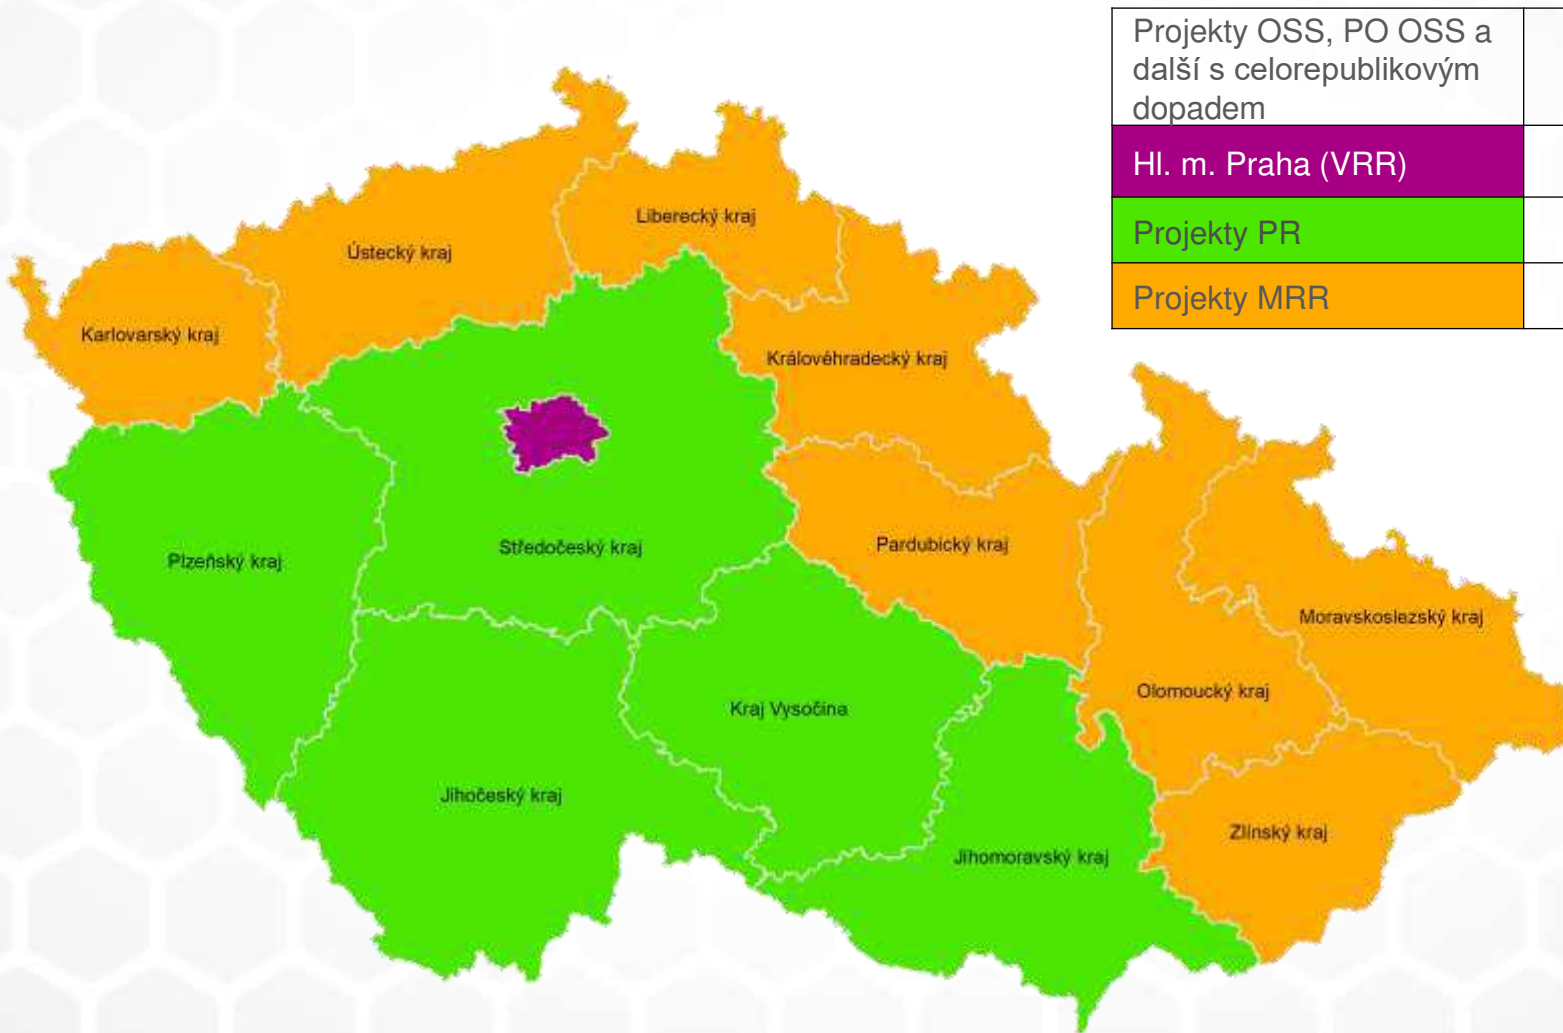 Projekty OSS, PO OSS a
další s celorepublikovým
dopadem
Hl. m. Praha (VRR)
Projekty PR
Projekty MRR
Liberecký kraj
Ústecký kraj
Karlovarský kraj
Královéhradecký kraj
Pardubický kraj
Středočeský kraj
Plzeňský kraj
Moravskoslezský kraj
Olomoucký kraj
Kraj Vysočina
Jihočeský kraj
Zlínský kraj
Jihomoravský kraj